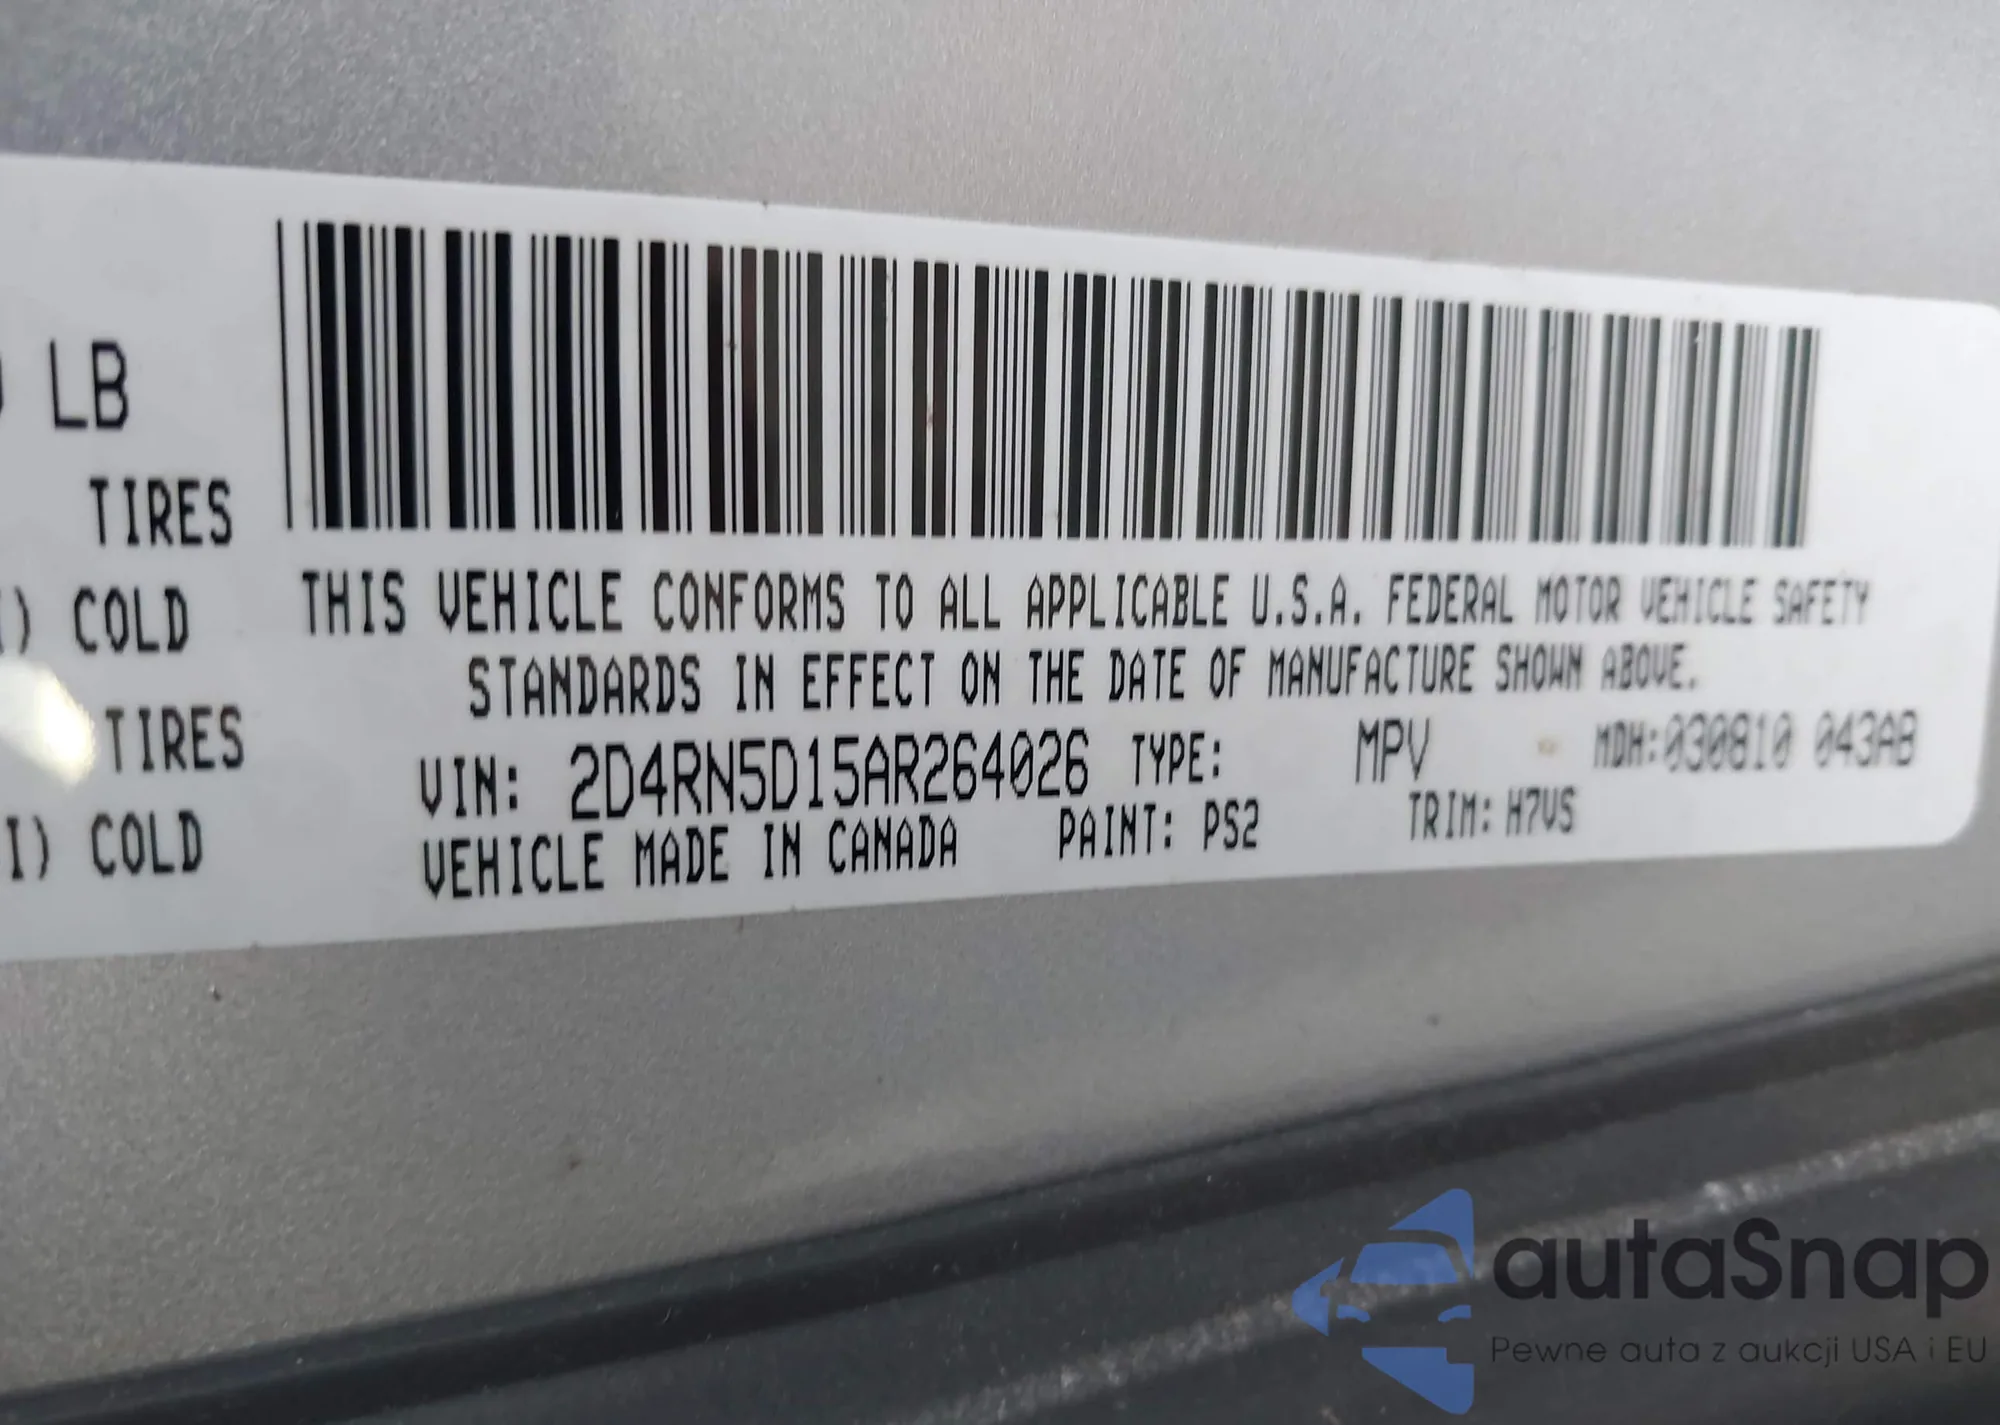 LB
TIRES
COLD
TIRES
I) COLD
THIS VEHICLE CONFORMS TO ALL APPLICABLE U.S.A. FEDERAL MOTOR VEHICLE SAFETY
STANDARDS IN EFFECT ON THE DATE OF MANUFACTURE SHOWN ABOVE.
VIN: 2D4RN5D15AR264026 TYPE: MPV MDH:030810 043AB
VEHICLE MADE IN CANADA PAINT: PS2 TRIM: H7VS
autaSnap
Pewne auta z aukcji USA i EU